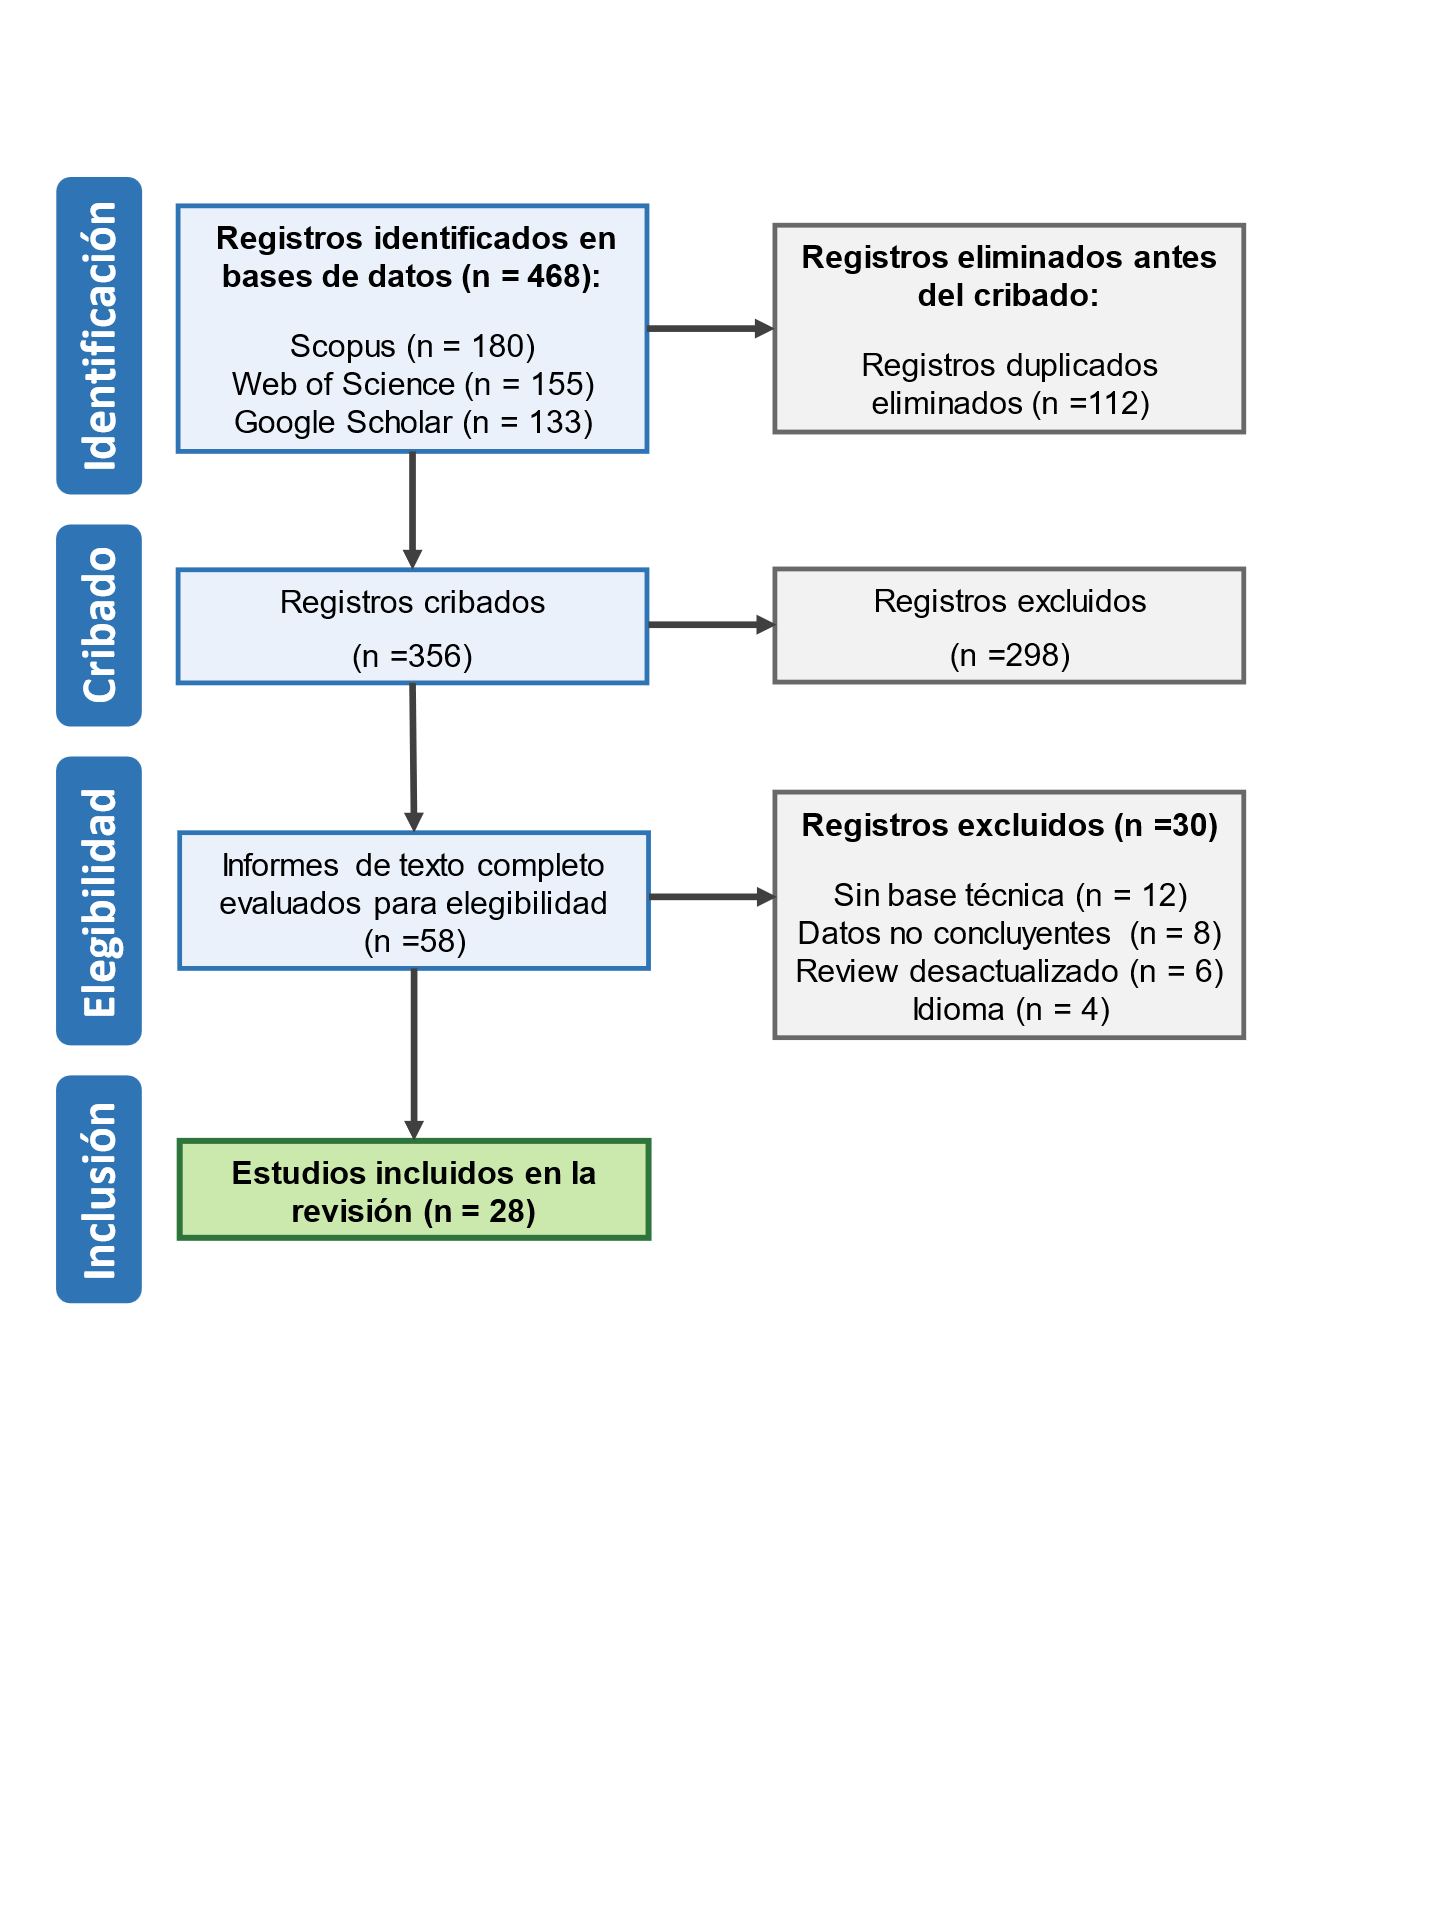 Identificación
Registros identificados en
bases de datos (n = 468):
Scopus (n = 180)
Web of Science (n = 155)
Google Scholar (n = 133)
Registros eliminados antes
del cribado:
Registros duplicados
eliminados (n =112)
Cribado
Registros cribados
(n =356)
Registros excluidos
(n =298)
Elegibilidad
Informes de texto completo
evaluados para elegibilidad
(n =58)
Registros excluidos (n =30)
Sin base técnica (n = 12)
Datos no concluyentes (n = 8)
Review desactualizado (n = 6)
Idioma (n = 4)
Inclusión
Estudios incluidos en la
revisión (n = 28)